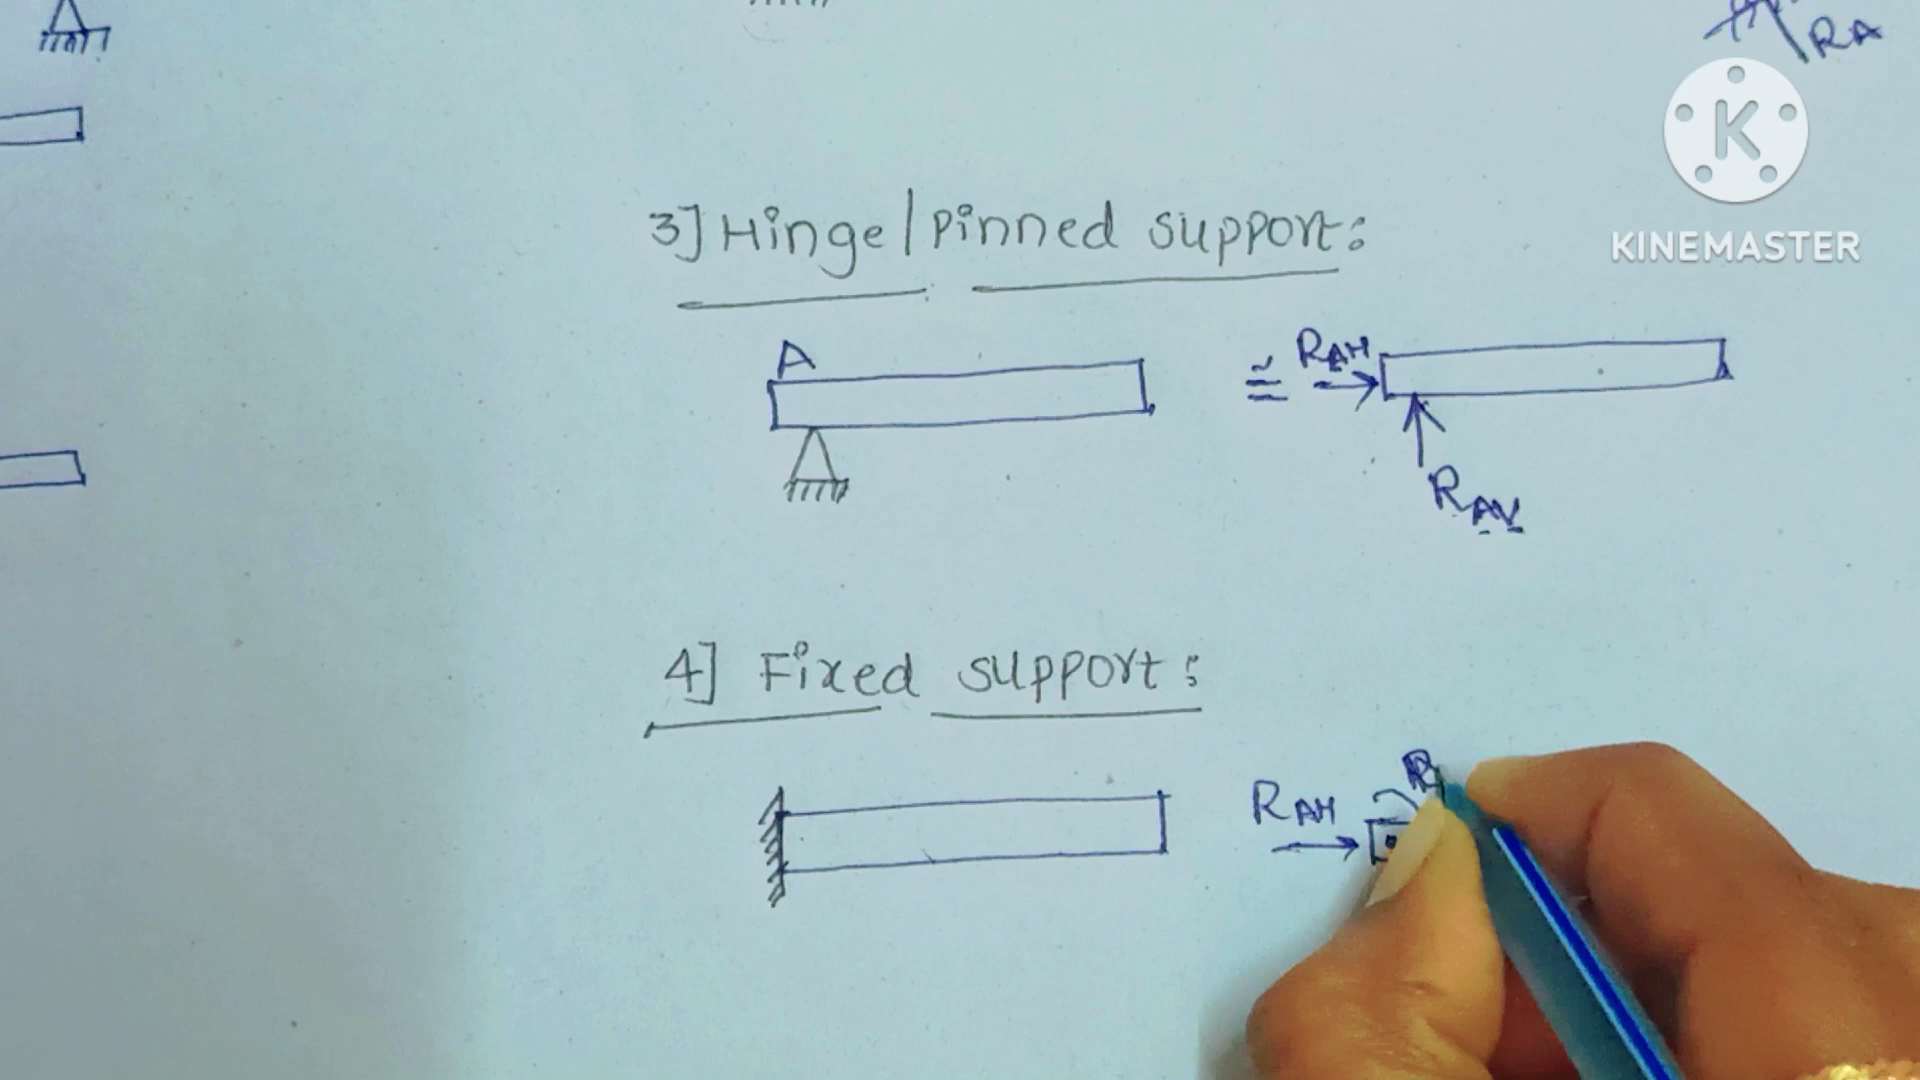 RA
K
KINEMASTER
3] Hinge/pinned support:
A
≅
RAH
RAV
4] Fixed support:
RAH
R